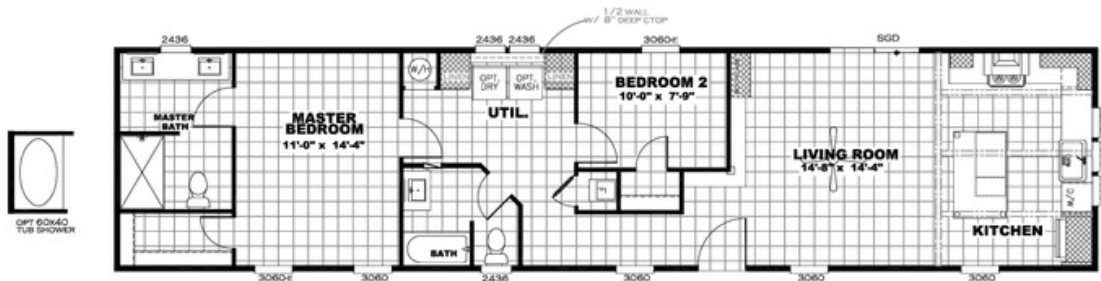 1/2 WALL
W/ 8" DEEP CTOP
2436
2436 2436
3060-E
SGD
W/H
LINEN
OPT. DRY
OPT. WASH
LINEN
BEDROOM 2
10'-0" x 7'-9"
MASTER BATH
MASTER BEDROOM
11'-0" x 14'-4"
UTIL.
LIVING ROOM
14'-8" x 14'-4"
F
D/W
OPT 60X40
TUB SHOWER
KITCHEN
BATH
3060-E
3060
2436
3060
3060
3060